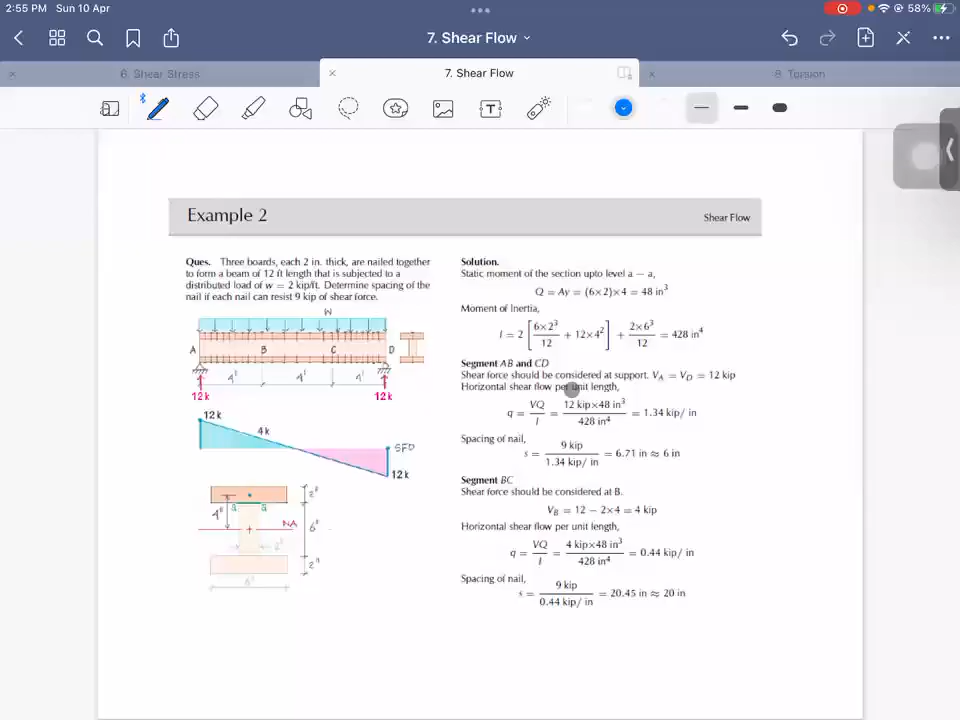 2:55 PM Sun 10 Apr
58%
7. Shear Flow
6. Shear Stress
7. Shear Flow
8. Torsion
T
Example 2
Shear Flow
Ques. Three boards, each 2 in. thick, are nailed together
to form a beam of 12 ft length that is subjected to a
distributed load of w = 2 kip/ft. Determine spacing of the
nail if each nail can resist 9 kip of shear force.
W
A B C D
4' 4' 4'
12k 12k
12k
4k
SFD
12k
2"
a a
4"
NA
6"
2"
2"
6"
Solution.
Static moment of the section upto level a − a,
Q = Ay = (6×2)×4 = 48 in³
Moment of Inertia,
I = 2 [6×2³/12 + 12×4²] + 2×6³/12 = 428 in⁴
Segment AB and CD
Shear force should be considered at support. V_A = V_D = 12 kip
Horizontal shear flow per unit length,
q = VQ/I = 12 kip×48 in³/428 in⁴ = 1.34 kip/ in
Spacing of nail,
s = 9 kip/1.34 kip/ in = 6.71 in ≈ 6 in
Segment BC
Shear force should be considered at B.
V_B = 12 − 2×4 = 4 kip
Horizontal shear flow per unit length,
q = VQ/I = 4 kip×48 in³/428 in⁴ = 0.44 kip/ in
Spacing of nail,
s = 9 kip/0.44 kip/ in = 20.45 in ≈ 20 in